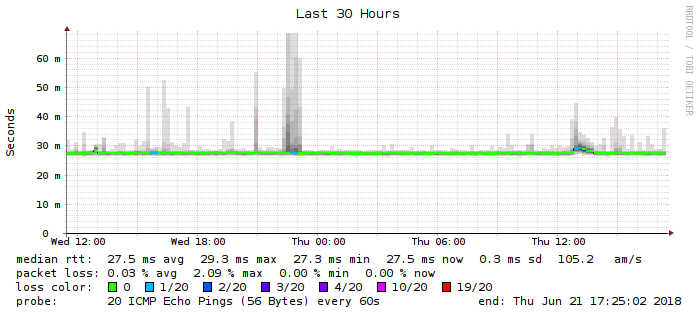 Last 30 Hours
RRDTOOL / TOBI OETIKER
Seconds
60 m
50 m
40 m
30 m
20 m
10 m
0
Wed 12:00 Wed 18:00 Thu 00:00 Thu 06:00 Thu 12:00
median rtt: 27.5 ms avg 29.3 ms max 27.3 ms min 27.5 ms now 0.3 ms sd 105.2 am/s
packet loss: 0.03 % avg 2.09 % max 0.00 % min 0.00 % now
loss color: 0 1/20 2/20 3/20 4/20 10/20 19/20
probe: 20 ICMP Echo Pings (56 Bytes) every 60s end: Thu Jun 21 17:25:02 2018